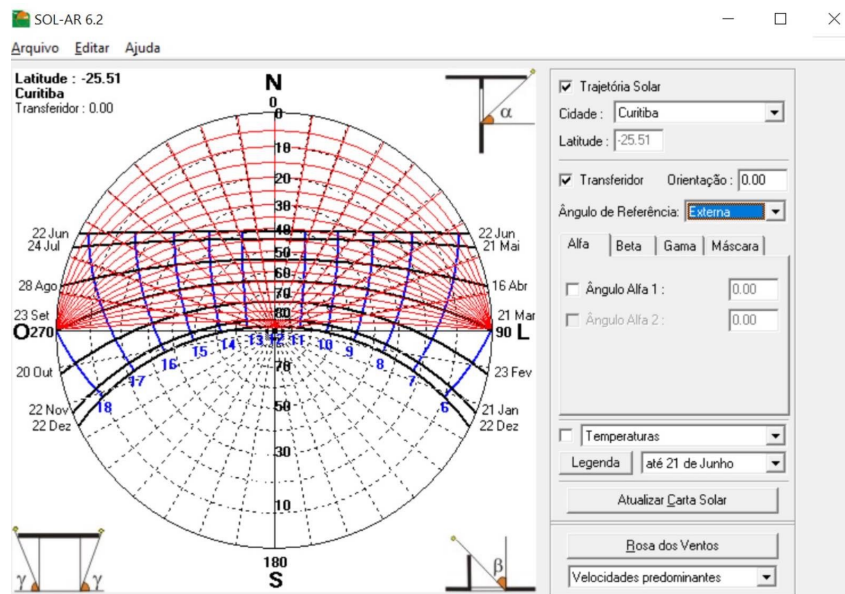 SOL-AR 6.2
Arquivo Editar Ajuda
Latitude : -25.51
Curitiba
Transferidor : 0.00
N
0
0
10
20
30
40
50
60
70
80
22 Jun
24 Jul
28 Ago
23 Set
O 270
20 Out
22 Nov
22 Dez
22 Jun
21 Mai
16 Abr
21 Mar
90 L
23 Fev
21 Jan
22 Dez
18 17 16 15 14 13 12 11 10 9 8 7 6
70
50
30
10
180
S
α
γ γ
β
Trajetória Solar
Cidade : Curitiba
Latitude : -25.51
Transferidor Orientação : 0.00
Ângulo de Referência: Externa
Alfa Beta Gama Máscara
Ângulo Alfa 1 : 0.00
Ângulo Alfa 2 : 0.00
Temperaturas
Legenda até 21 de Junho
Atualizar Carta Solar
Rosa dos Ventos
Velocidades predominantes